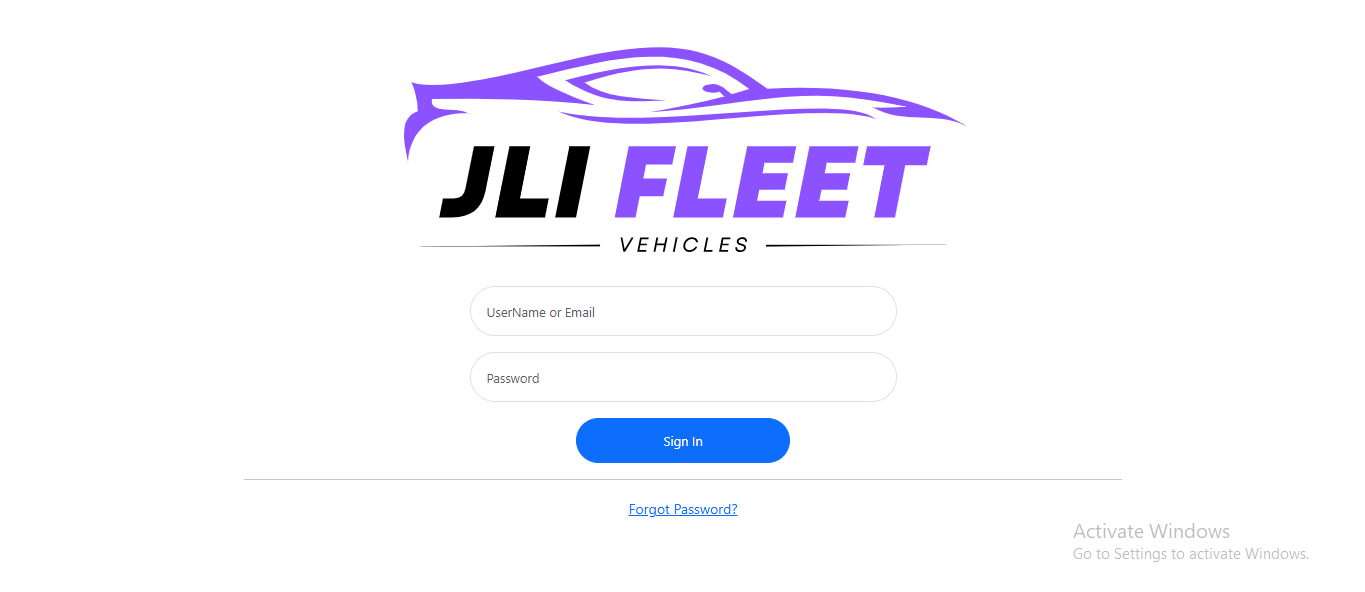 JLI FLEET
VEHICLES
UserName or Email
Password
Sign In
Forgot Password?
Activate Windows
Go to Settings to activate Windows.